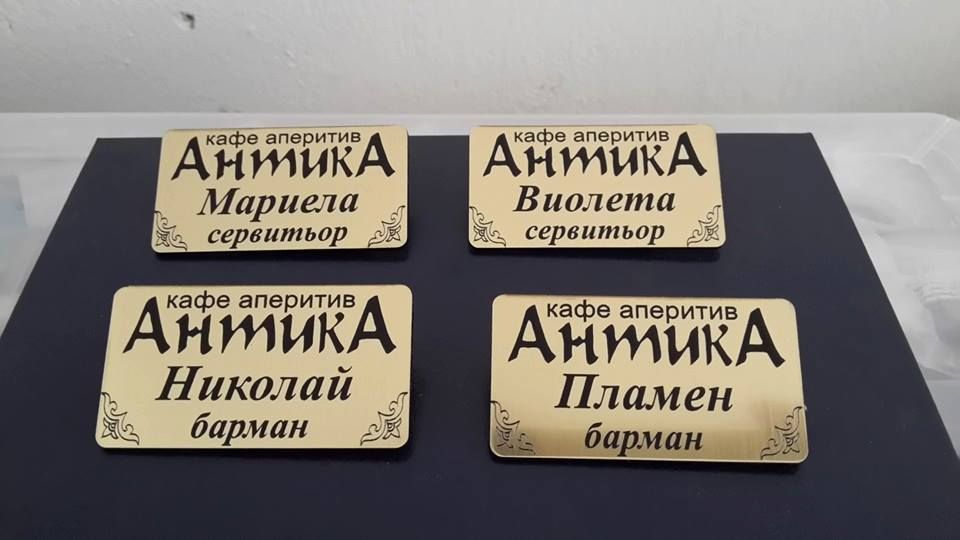 кафе аперитив
АнтикА
Мариела
сервитьор
кафе аперитив
АнтикА
Виолета
сервитьор
кафе аперитив
АнтикА
Николай
барман
кафе аперитив
АнтикА
Пламен
барман